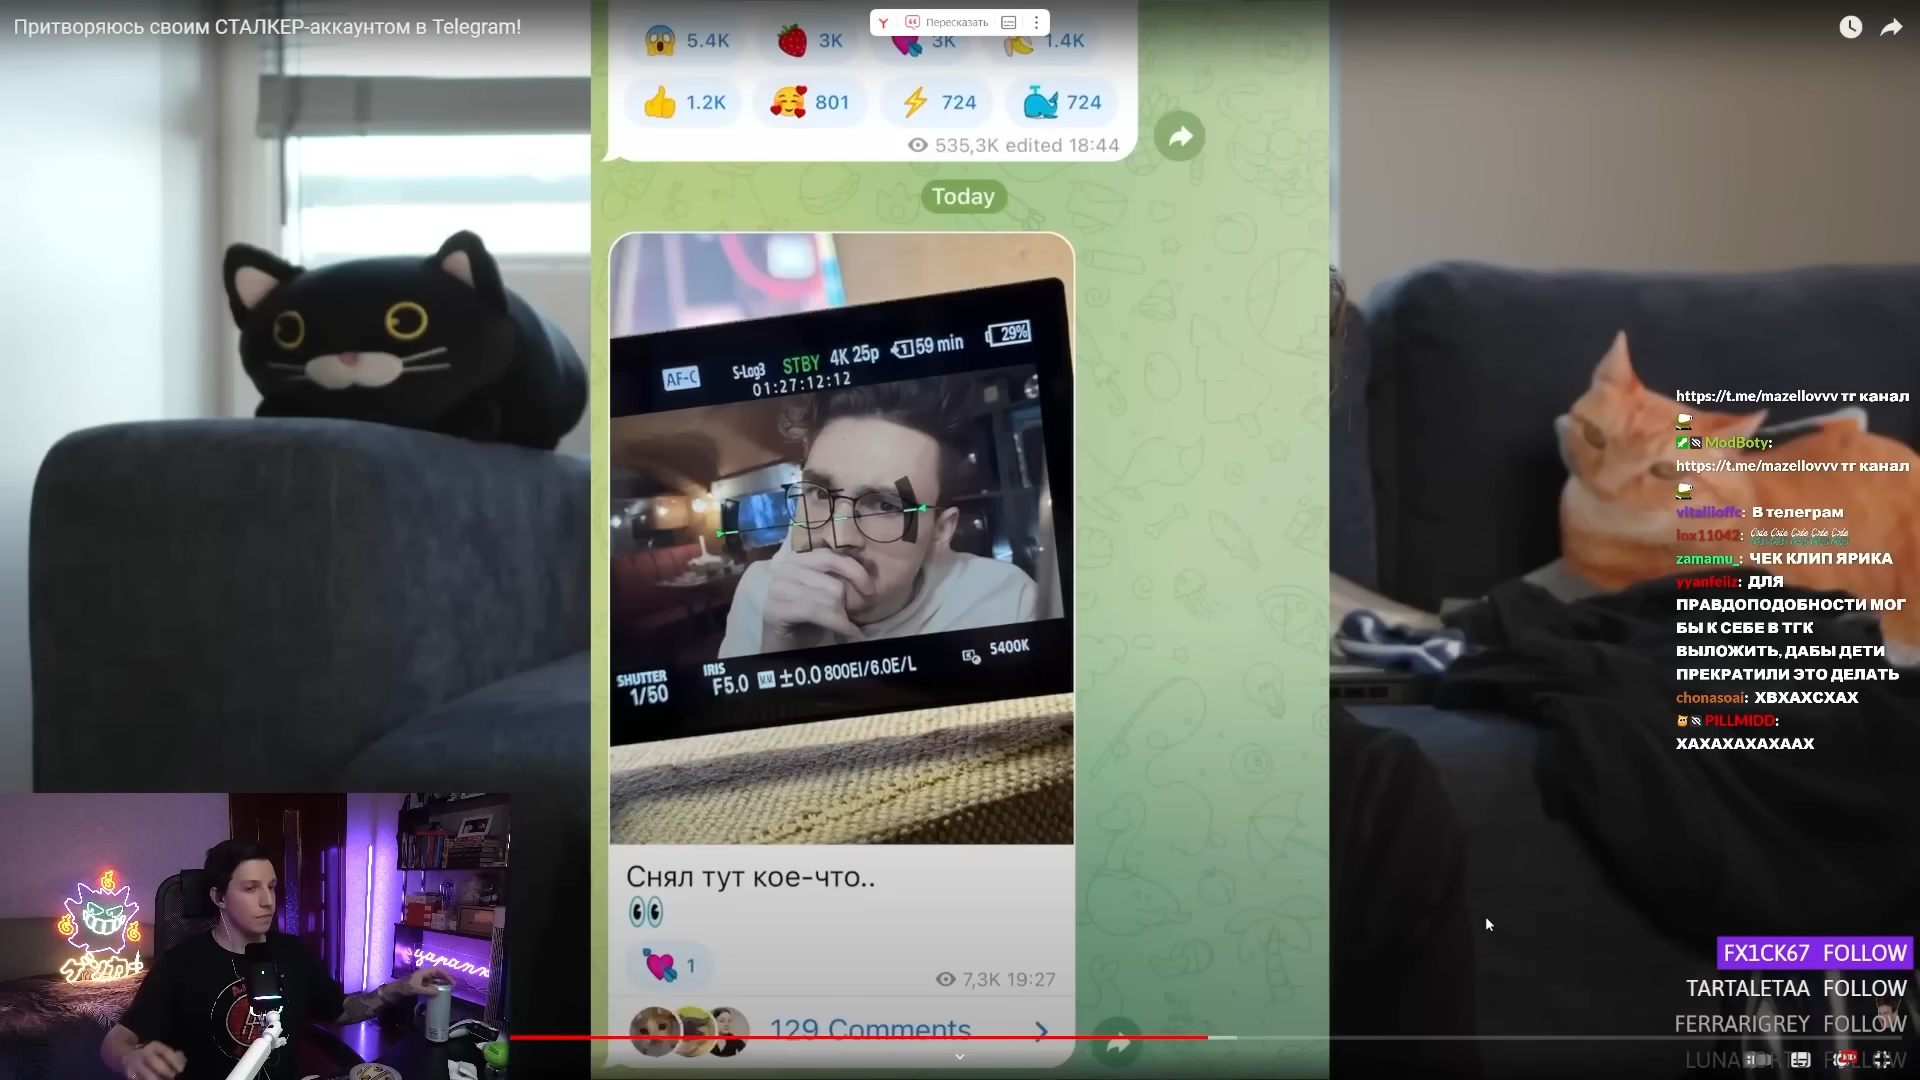 Притворяюсь своим СТАЛКЕР-аккаунтом в Telegram!
Пересказать
5.4K 3K 3K 1.4K
1.2K 801 724 724
535,3K edited 18:44
Today
AF-C S-Log3 STBY 4K 25p 1 59 min 29%
01:27:12:12
SHUTTER IRIS
1/50 F5.0 ±0.0 800EI/6.0E/L 5400K
Снял тут кое-что..
1
7,3K 19:27
129 Comments
https://t.me/mazellovvv тг канал
ModBoty:
https://t.me/mazellovvv тг канал
vitaliioffc: В телеграм
lox11042:
zamamu_: ЧЕК КЛИП ЯРИКА
yyanfeiiz: ДЛЯ
ПРАВДОПОДОБНОСТИ МОГ
БЫ К СЕБЕ В ТГК
ВЫЛОЖИТЬ, ДАБЫ ДЕТИ
ПРЕКРАТИЛИ ЭТО ДЕЛАТЬ
chonasoai: ХВХАХСХАХ
PILLMIDD:
ХАХАХАХАХААХ
FX1CK67 FOLLOW
TARTALETAA FOLLOW
FERRARIGREY FOLLOW
FOLLOW